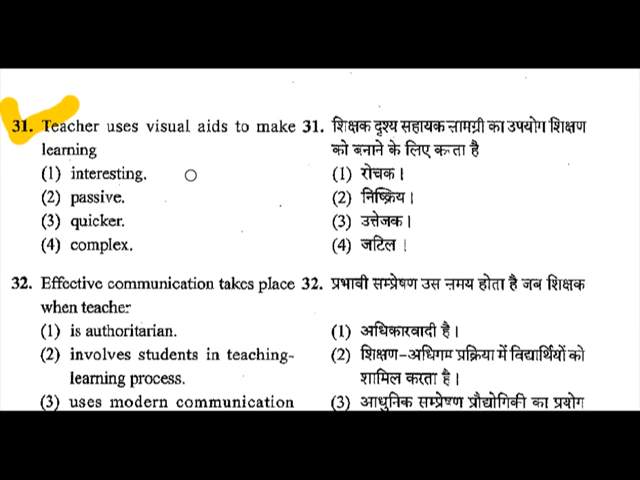 31. Teacher uses visual aids to make learning
(1) interesting.
(2) passive.
(3) quicker.
(4) complex.
32. Effective communication takes place when teacher
(1) is authoritarian.
(2) involves students in teaching-
learning process.
(3) uses modern communication
31. शिक्षक दृश्य सहायक सामग्री का उपयोग शिक्षण
को बनाने के लिए करता है
(1) रोचक ।
(2) निष्क्रिय ।
(3) उत्तेजक ।
(4) जटिल ।
32. प्रभावी सम्प्रेषण उस समय होता है जब शिक्षक
(1) अधिकारवादी है ।
(2) शिक्षण-अधिगम प्रक्रिया में विद्यार्थियों को
शामिल करता है ।
(3) आधुनिक सम्प्रेष्ण प्रौद्योगिकी का प्रयोग